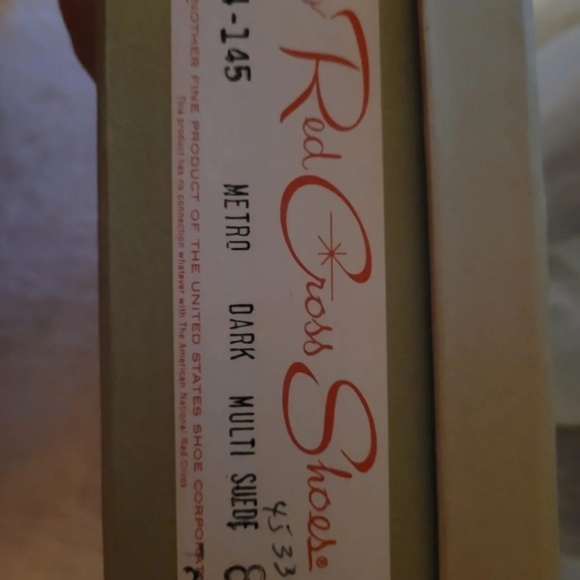 Red Cross Shoes®
4533
4-145 METRO DARK MULTI SUEDE 8
ANOTHER FINE PRODUCT OF THE UNITED STATES SHOE CORPORAT
This product has no connection whatever with The American National Red Cross